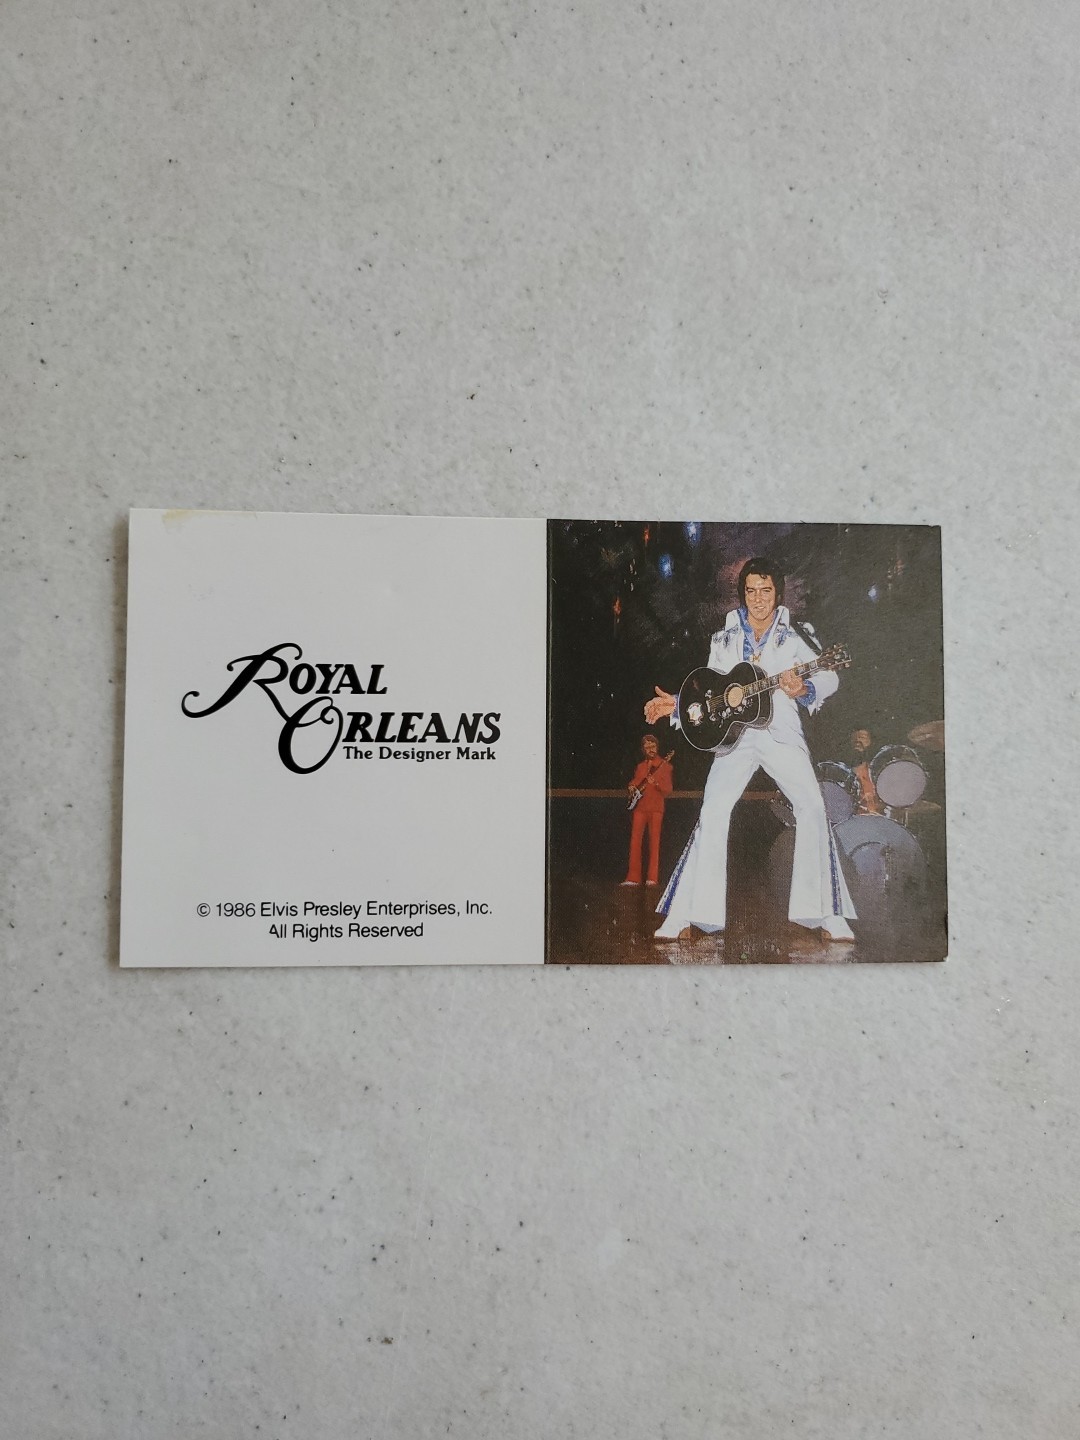 ROYAL
ORLEANS
The Designer Mark
© 1986 Elvis Presley Enterprises, Inc.
All Rights Reserved